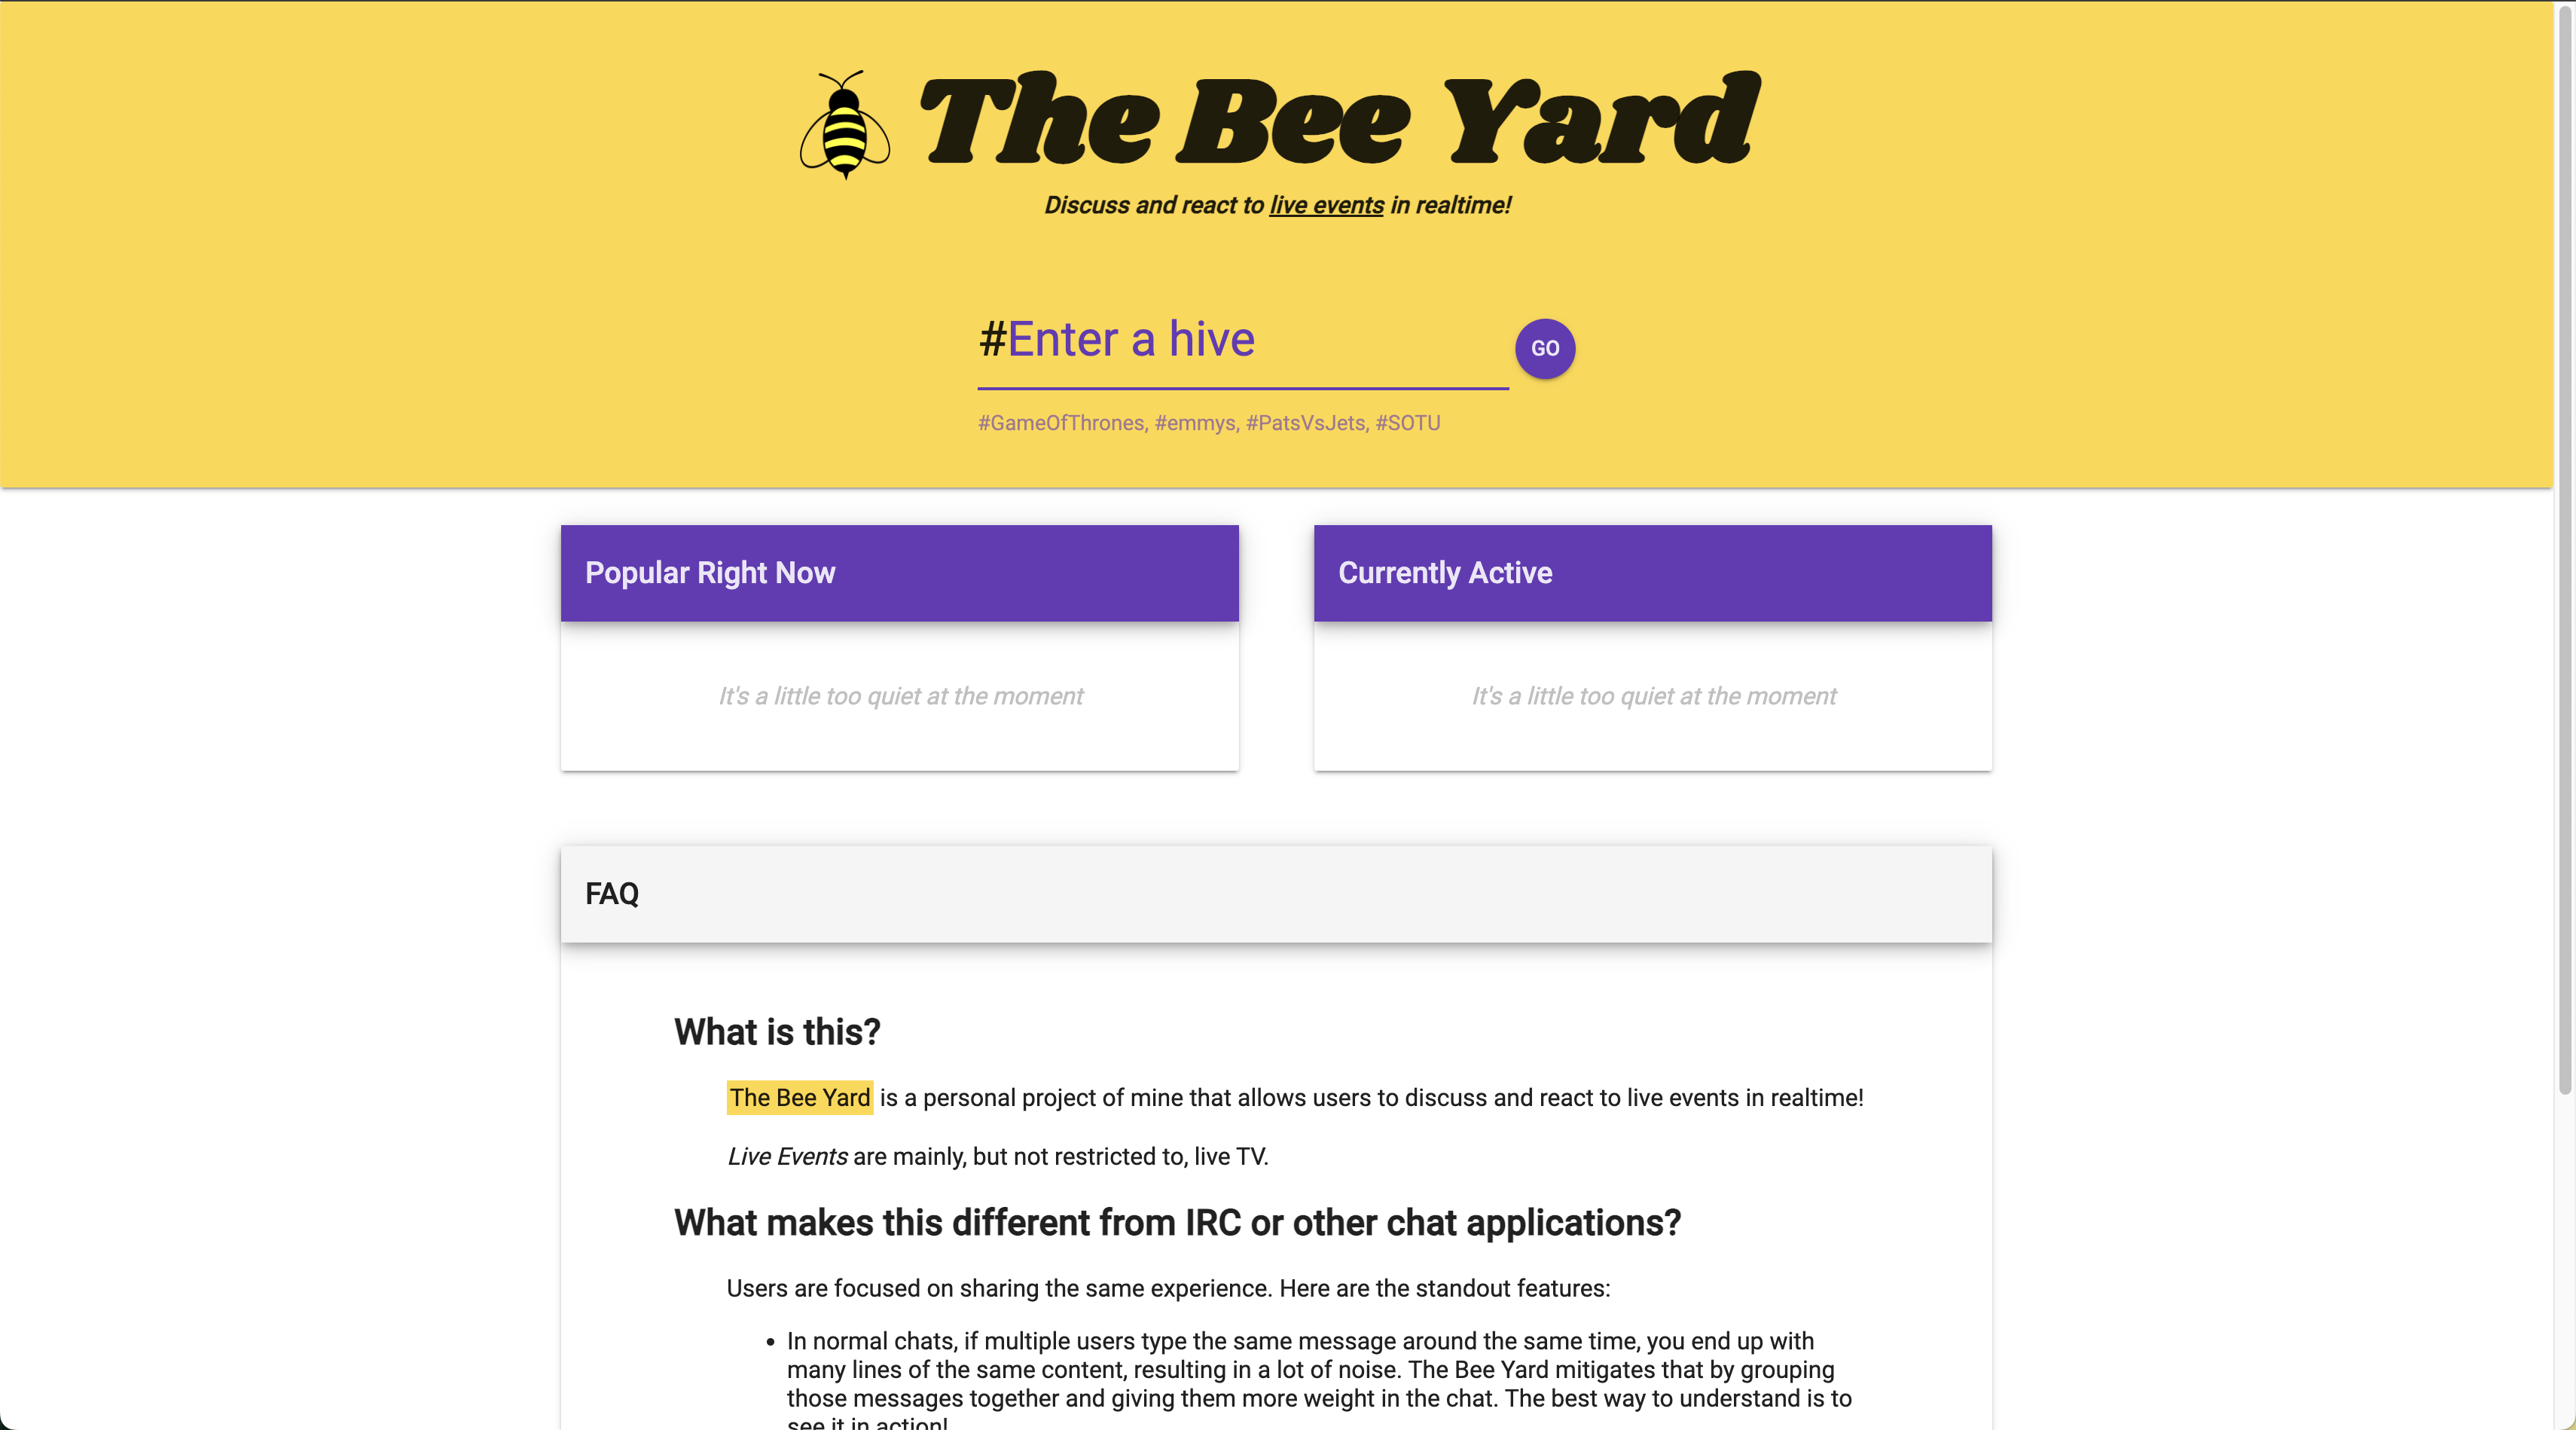 The Bee Yard
Discuss and react to live events in realtime!
#Enter a hive
GO
#GameOfThrones, #emmys, #PatsVsJets, #SOTU
Popular Right Now
It's a little too quiet at the moment
Currently Active
It's a little too quiet at the moment
FAQ
What is this?
The Bee Yard is a personal project of mine that allows users to discuss and react to live events in realtime!
Live Events are mainly, but not restricted to, live TV.
What makes this different from IRC or other chat applications?
Users are focused on sharing the same experience. Here are the standout features:
• In normal chats, if multiple users type the same message around the same time, you end up with
many lines of the same content, resulting in a lot of noise. The Bee Yard mitigates that by grouping
those messages together and giving them more weight in the chat. The best way to understand is to
see it in action!